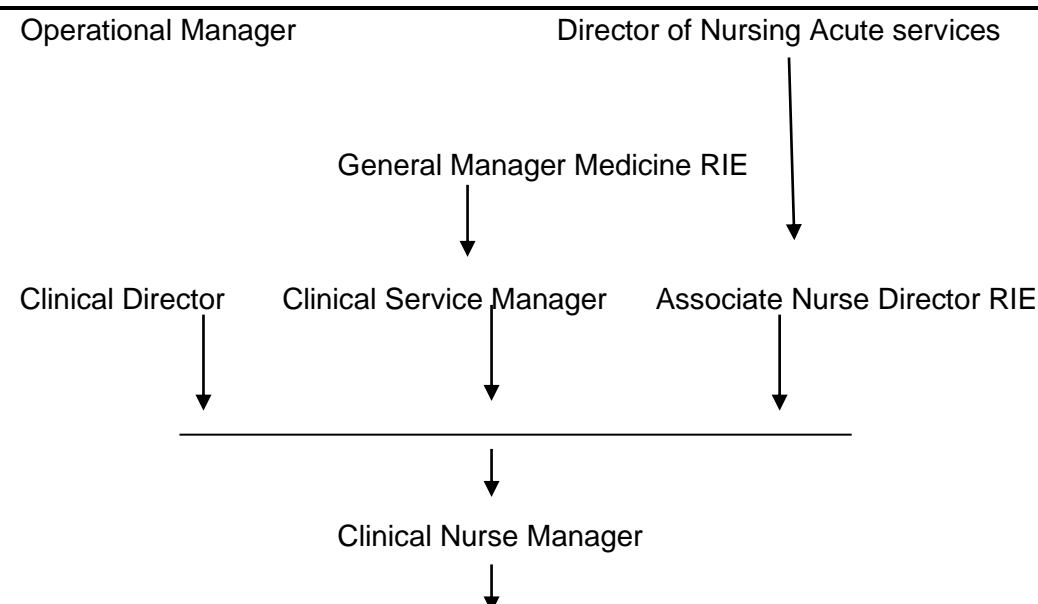 Operational Manager Director of Nursing Acute services
General Manager Medicine RIE
Clinical Director Clinical Service Manager Associate Nurse Director RIE
Clinical Nurse Manager